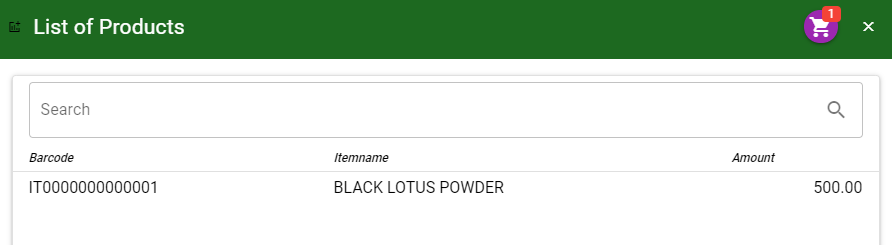 List of Products
1
Search
Barcode Itemname Amount
IT0000000000001 BLACK LOTUS POWDER 500.00